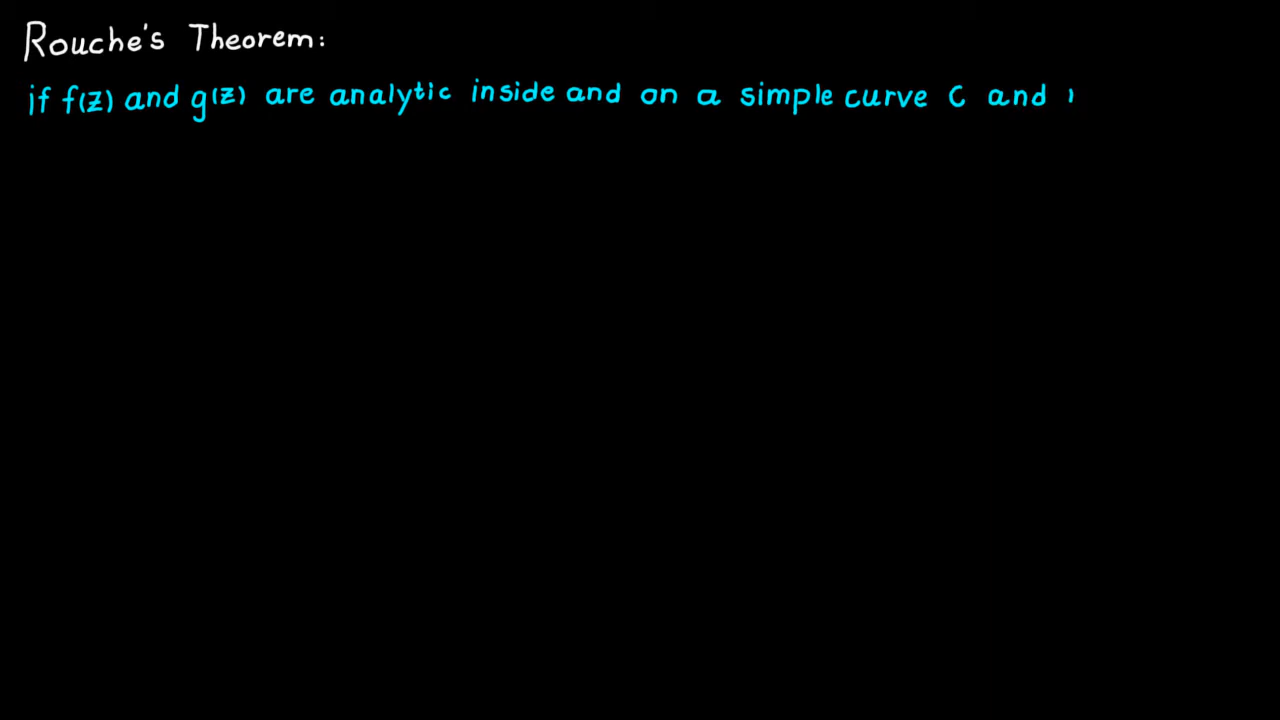 Rouche's Theorem:
if f(z) and g(z) are analytic inside and on a simple curve C and